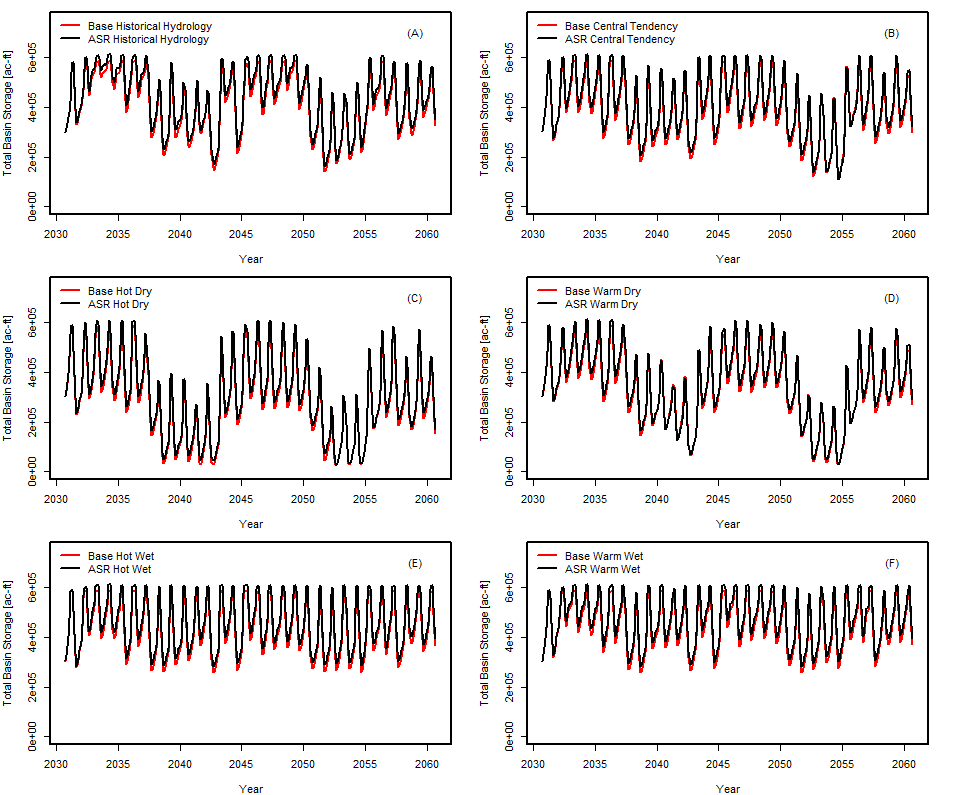 Base Historical Hydrology
ASR Historical Hydrology
(A)
Total Basin Storage [ac-ft]
0e+00 2e+05 4e+05 6e+05
2030 2035 2040 2045 2050 2055 2060
Year
Base Central Tendency
ASR Central Tendency
(B)
Total Basin Storage [ac-ft]
0e+00 2e+05 4e+05 6e+05
2030 2035 2040 2045 2050 2055 2060
Year
Base Hot Dry
ASR Hot Dry
(C)
Total Basin Storage [ac-ft]
0e+00 2e+05 4e+05 6e+05
2030 2035 2040 2045 2050 2055 2060
Year
Base Warm Dry
ASR Warm Dry
(D)
Total Basin Storage [ac-ft]
0e+00 2e+05 4e+05 6e+05
2030 2035 2040 2045 2050 2055 2060
Year
Base Hot Wet
ASR Hot Wet
(E)
Total Basin Storage [ac-ft]
0e+00 2e+05 4e+05 6e+05
2030 2035 2040 2045 2050 2055 2060
Year
Base Warm Wet
ASR Warm Wet
(F)
Total Basin Storage [ac-ft]
0e+00 2e+05 4e+05 6e+05
2030 2035 2040 2045 2050 2055 2060
Year